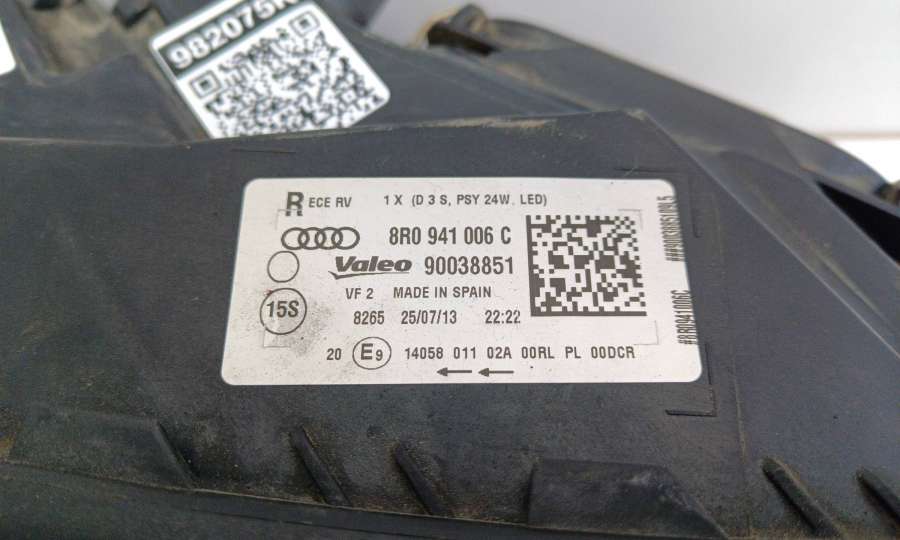 982075
R ECE RV 1 X (D 3 S, PSY 24W. LED)
8R0 941 006 C
Valeo 90038851
VF 2 MADE IN SPAIN
15S
8265 25/07/13 22:22
20 E9 14058 011 02A 00RL PL 00DCR
#8R0941006C